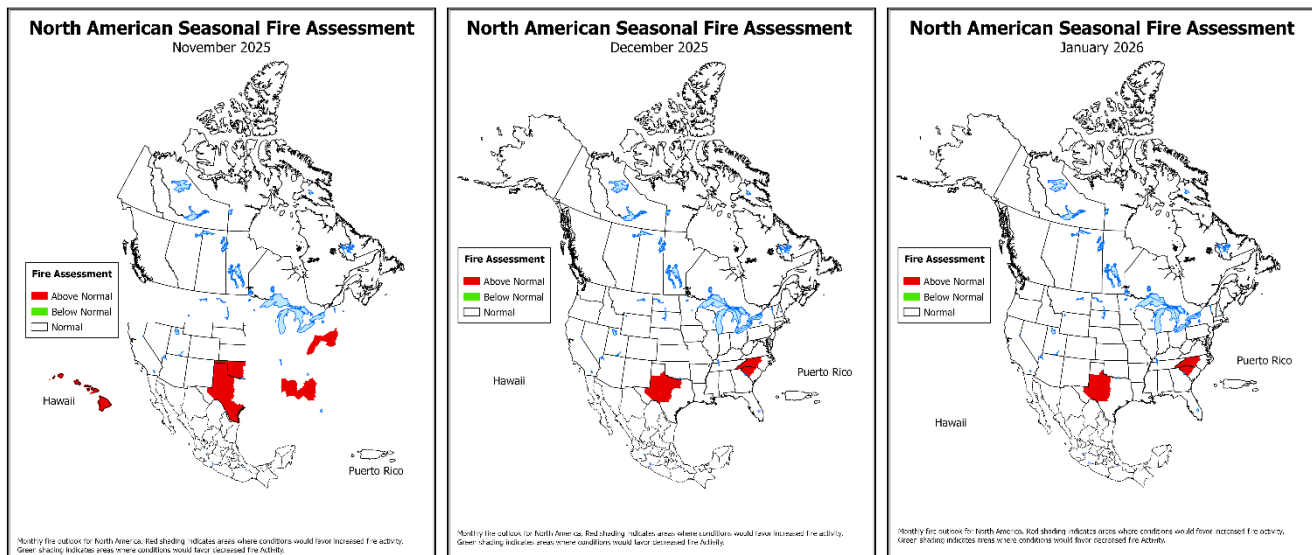 North American Seasonal Fire Assessment
November 2025
Fire Assessment
Above Normal
Below Normal
Normal
Hawaii
Puerto Rico
Monthly fire outlook for North America. Red shading indicates areas where conditions would favor increased fire activity.
Green shading indicates areas where conditions would favor decreased fire Activity.
North American Seasonal Fire Assessment
December 2025
Fire Assessment
Above Normal
Below Normal
Normal
Hawaii
Puerto Rico
Monthly fire outlook for North America. Red shading indicates areas where conditions would favor increased fire activity.
Green shading indicates areas where conditions would favor decreased fire Activity.
North American Seasonal Fire Assessment
January 2026
Fire Assessment
Above Normal
Below Normal
Normal
Hawaii
Puerto Rico
Monthly fire outlook for North America. Red shading indicates areas where conditions would favor increased fire activity.
Green shading indicates areas where conditions would favor decreased fire Activity.